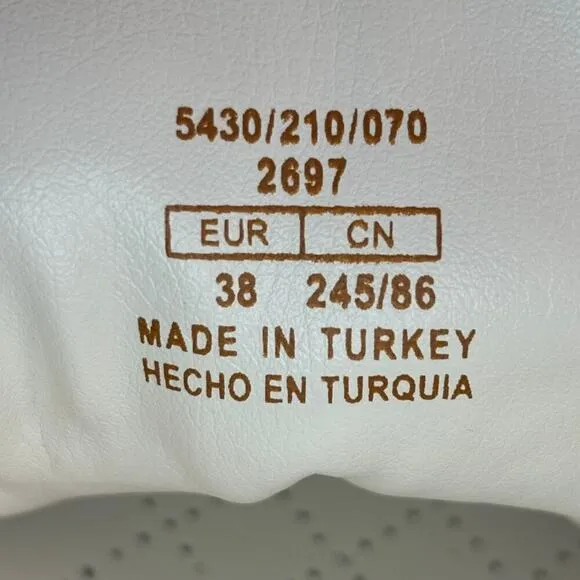 5430/210/070
2697
EUR CN
38 245/86
MADE IN TURKEY
HECHO EN TURQUIA